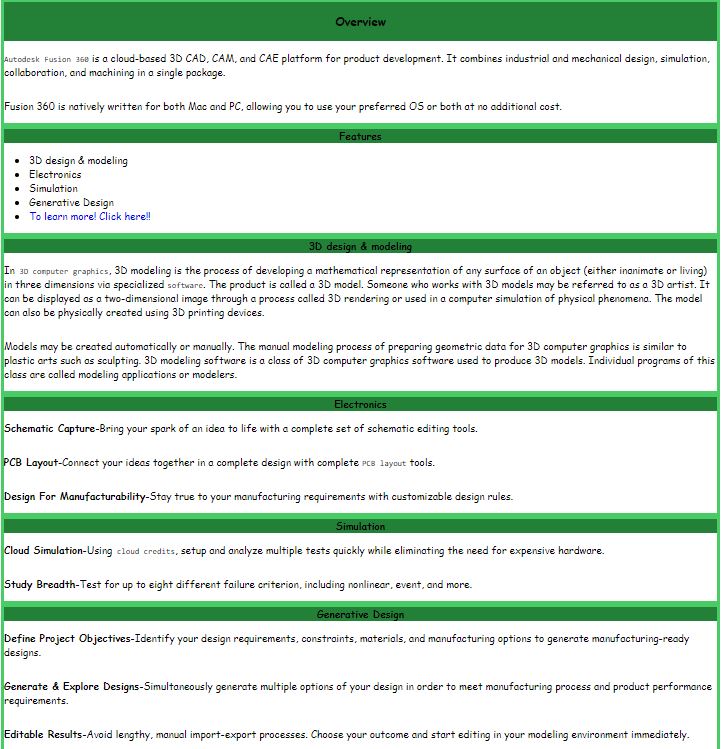 Overview
Autodesk Fusion 360 is a cloud-based 3D CAD, CAM, and CAE platform for product development. It combines industrial and mechanical design, simulation,
collaboration, and machining in a single package.
Fusion 360 is natively written for both Mac and PC, allowing you to use your preferred OS or both at no additional cost.
Features
• 3D design & modeling
• Electronics
• Simulation
• Generative Design
• To learn more! Click here!!
3D design & modeling
In 3D computer graphics, 3D modeling is the process of developing a mathematical representation of any surface of an object (either inanimate or living)
in three dimensions via specialized software. The product is called a 3D model. Someone who works with 3D models may be referred to as a 3D artist. It
can be displayed as a two-dimensional image through a process called 3D rendering or used in a computer simulation of physical phenomena. The model
can also be physically created using 3D printing devices.
Models may be created automatically or manually. The manual modeling process of preparing geometric data for 3D computer graphics is similar to
plastic arts such as sculpting. 3D modeling software is a class of 3D computer graphics software used to produce 3D models. Individual programs of this
class are called modeling applications or modelers.
Electronics
Schematic Capture-Bring your spark of an idea to life with a complete set of schematic editing tools.
PCB Layout-Connect your ideas together in a complete design with complete PCB layout tools.
Design For Manufacturability-Stay true to your manufacturing requirements with customizable design rules.
Simulation
Cloud Simulation-Using cloud credits, setup and analyze multiple tests quickly while eliminating the need for expensive hardware.
Study Breadth-Test for up to eight different failure criterion, including nonlinear, event, and more.
Generative Design
Define Project Objectives-Identify your design requirements, constraints, materials, and manufacturing options to generate manufacturing-ready
designs.
Generate & Explore Designs-Simultaneously generate multiple options of your design in order to meet manufacturing process and product performance
requirements.
Editable Results-Avoid lengthy, manual import-export processes. Choose your outcome and start editing in your modeling environment immediately.